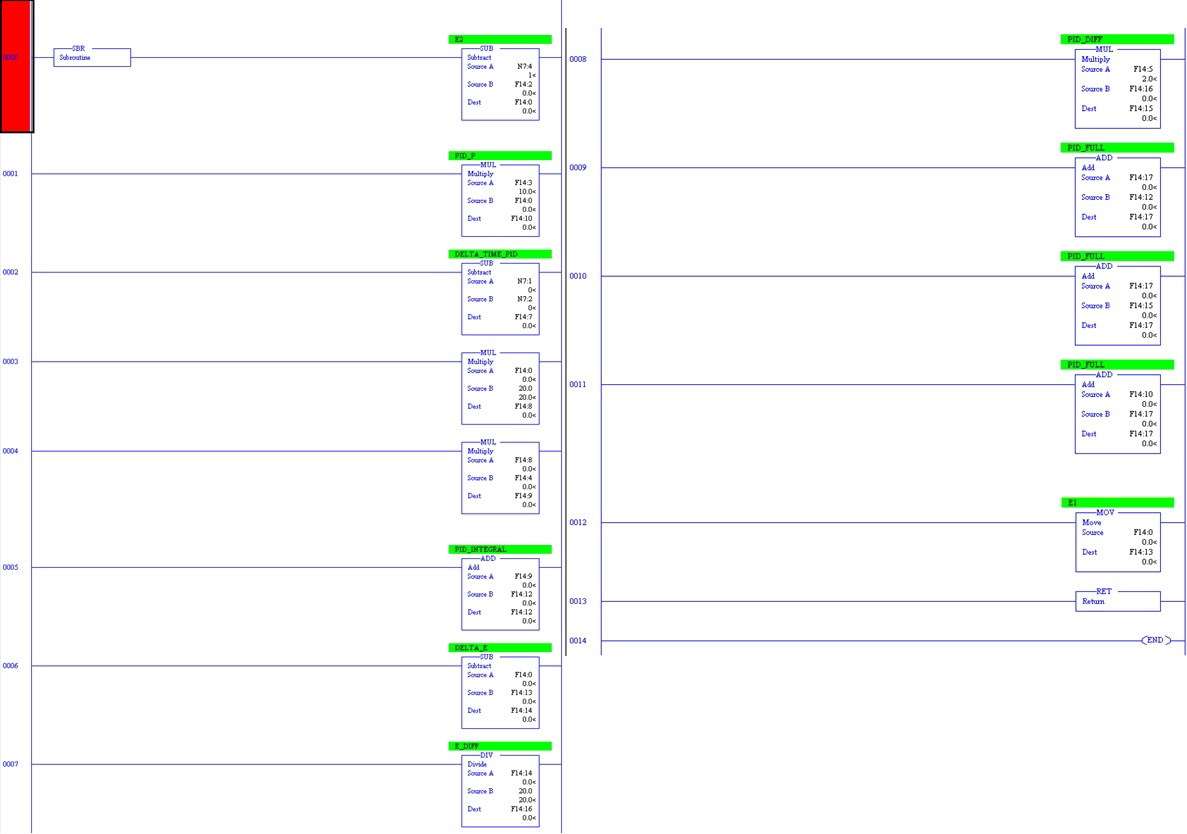 E2
0000
SBR
Subroutine
SUB
Subtract
Source A N7:4
1<
Source B F14:2
0.0<
Dest F14:0
0.0<
PID_P
0001
MUL
Multiply
Source A F14:3
10.0<
Source B F14:0
0.0<
Dest F14:10
0.0<
DELTA_TIME_PID
0002
SUB
Subtract
Source A N7:1
0<
Source B N7:2
0<
Dest F14:7
0.0<
0003
MUL
Multiply
Source A F14:0
0.0<
Source B 20.0
20.0<
Dest F14:8
0.0<
0004
MUL
Multiply
Source A F14:8
0.0<
Source B F14:4
0.0<
Dest F14:9
0.0<
PID_INTEGRAL
0005
ADD
Add
Source A F14:9
0.0<
Source B F14:12
0.0<
Dest F14:12
0.0<
DELTA_E
0006
SUB
Subtract
Source A F14:0
0.0<
Source B F14:13
0.0<
Dest F14:14
0.0<
E_DIFF
0007
DIV
Divide
Source A F14:14
0.0<
Source B 20.0
20.0<
Dest F14:16
0.0<
PID_DIFF
0008
MUL
Multiply
Source A F14:5
2.0<
Source B F14:16
0.0<
Dest F14:15
0.0<
PID_FULL
0009
ADD
Add
Source A F14:17
0.0<
Source B F14:12
0.0<
Dest F14:17
0.0<
PID_FULL
0010
ADD
Add
Source A F14:17
0.0<
Source B F14:15
0.0<
Dest F14:17
0.0<
PID_FULL
0011
ADD
Add
Source A F14:10
0.0<
Source B F14:17
0.0<
Dest F14:17
0.0<
E1
0012
MOV
Move
Source F14:0
0.0<
Dest F14:13
0.0<
0013
RET
Return
0014
END